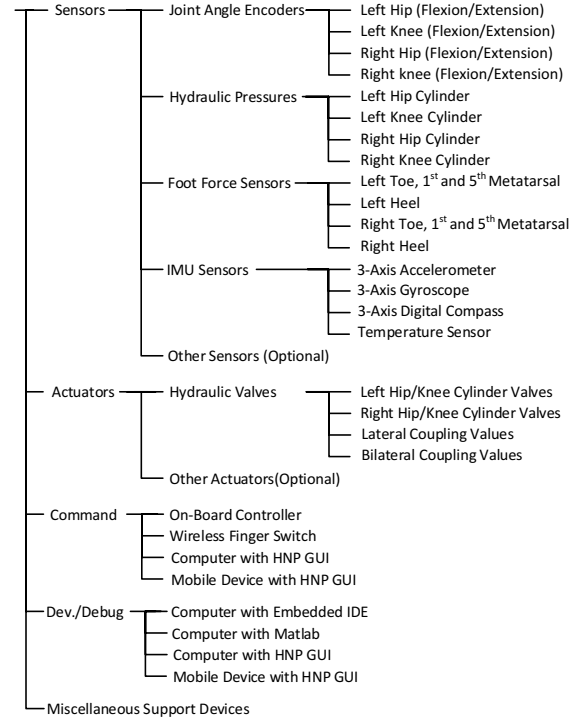 Sensors
Joint Angle Encoders
Left Hip (Flexion/Extension)
Left Knee (Flexion/Extension)
Right Hip (Flexion/Extension)
Right knee (Flexion/Extension)
Hydraulic Pressures
Left Hip Cylinder
Left Knee Cylinder
Right Hip Cylinder
Right Knee Cylinder
Foot Force Sensors
Left Toe, 1st and 5th Metatarsal
Left Heel
Right Toe, 1st and 5th Metatarsal
Right Heel
IMU Sensors
3-Axis Accelerometer
3-Axis Gyroscope
3-Axis Digital Compass
Temperature Sensor
Other Sensors (Optional)
Actuators
Hydraulic Valves
Left Hip/Knee Cylinder Valves
Right Hip/Knee Cylinder Valves
Lateral Coupling Values
Bilateral Coupling Values
Other Actuators(Optional)
Command
On-Board Controller
Wireless Finger Switch
Computer with HNP GUI
Mobile Device with HNP GUI
Dev./Debug
Computer with Embedded IDE
Computer with Matlab
Computer with HNP GUI
Mobile Device with HNP GUI
Miscellaneous Support Devices